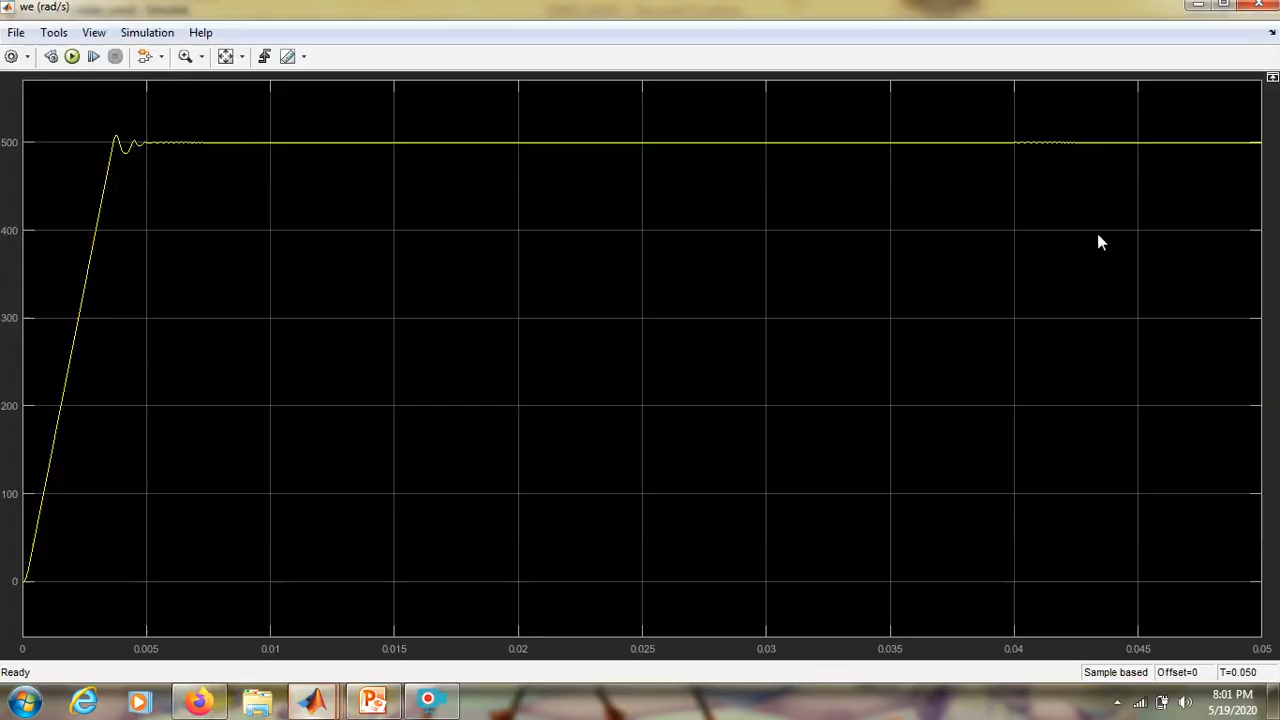 we (rad/s)
File Tools View Simulation Help
500
400
300
200
100
0
0 0.005 0.01 0.015 0.02 0.025 0.03 0.035 0.04 0.045 0.05
Ready Sample based Offset=0 T=0.050
8:01 PM
5/19/2020